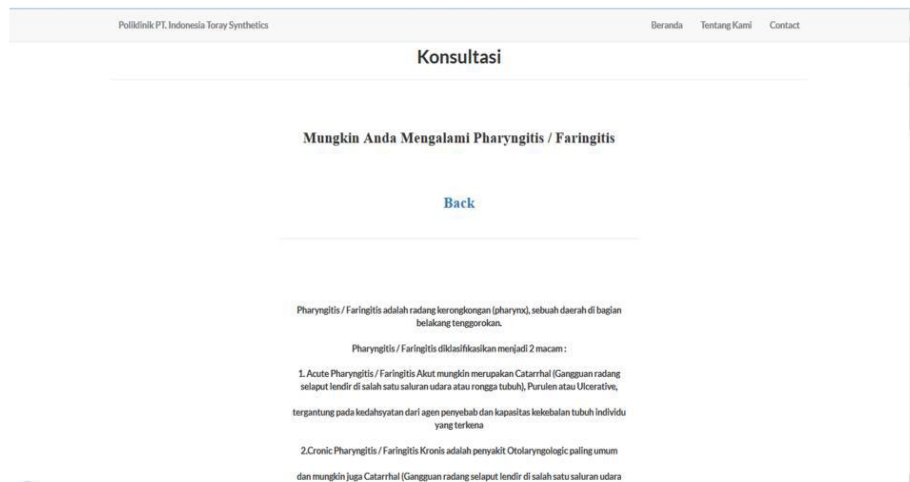 Poliklinik PT. Indonesia Toray Synthetics
Beranda Tentang Kami Contact
Konsultasi
Mungkin Anda Mengalami Pharyngitis / Faringitis
Back
Pharyngitis / Faringitis adalah radang kerongkongan (pharynx), sebuah daerah di bagian
belakang tenggorokan.
Pharyngitis / Faringitis diklasifikasikan menjadi 2 macam :
1. Acute Pharyngitis / Faringitis Akut mungkin merupakan Catarrhal (Gangguan radang
selaput lendir di salah satu saluran udara atau rongga tubuh), Purulen atau Ulcerative,
tergantung pada kedahsyatan dari agen penyebab dan kapasitas kekebalan tubuh individu
yang terkena
2.Cronic Pharyngitis / Faringitis Kronis adalah penyakit Otolaryngologic paling umum
dan mungkin juga Catarrhal (Gangguan radang selaput lendir di salah satu saluran udara